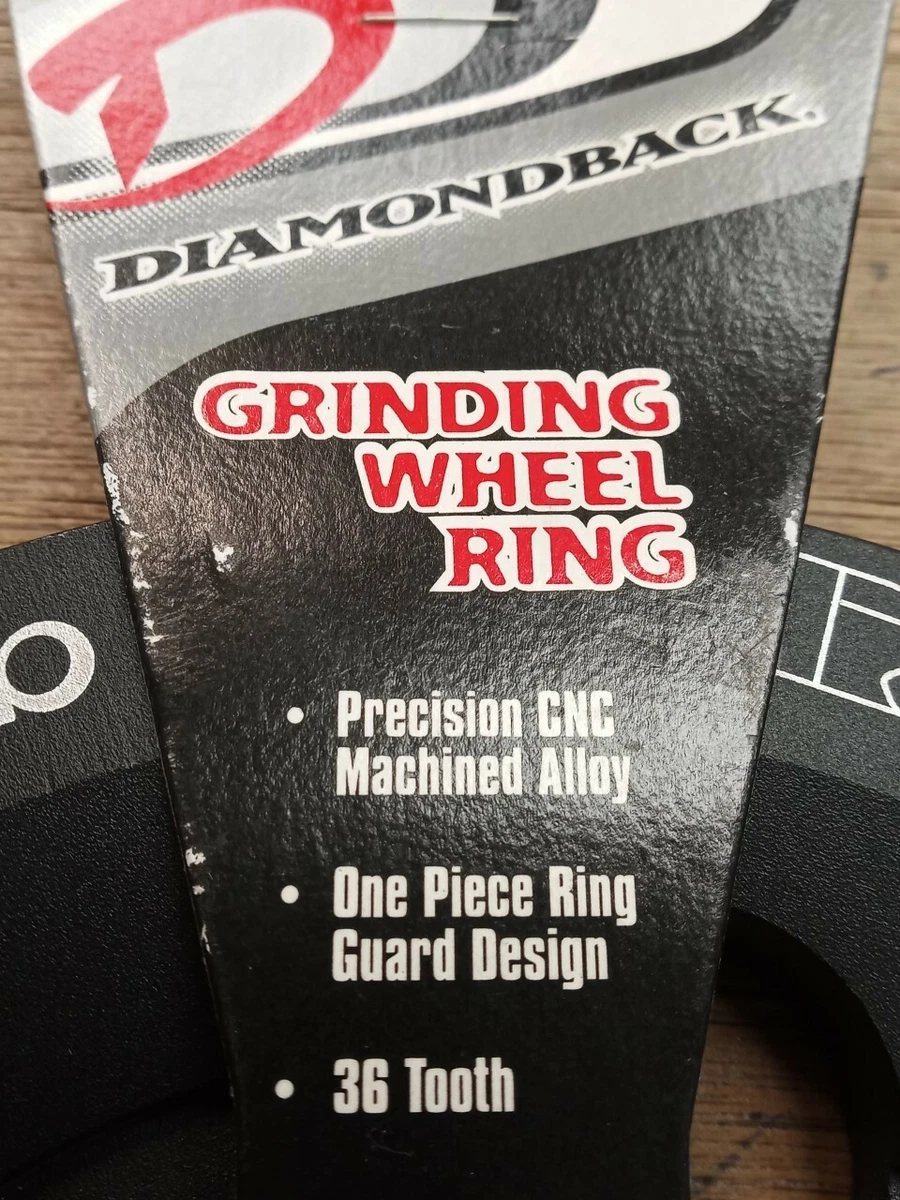 DIAMONDBACK.
GRINDING
WHEEL
RING
• Precision CNC
Machined Alloy
• One Piece Ring
Guard Design
• 36 Tooth